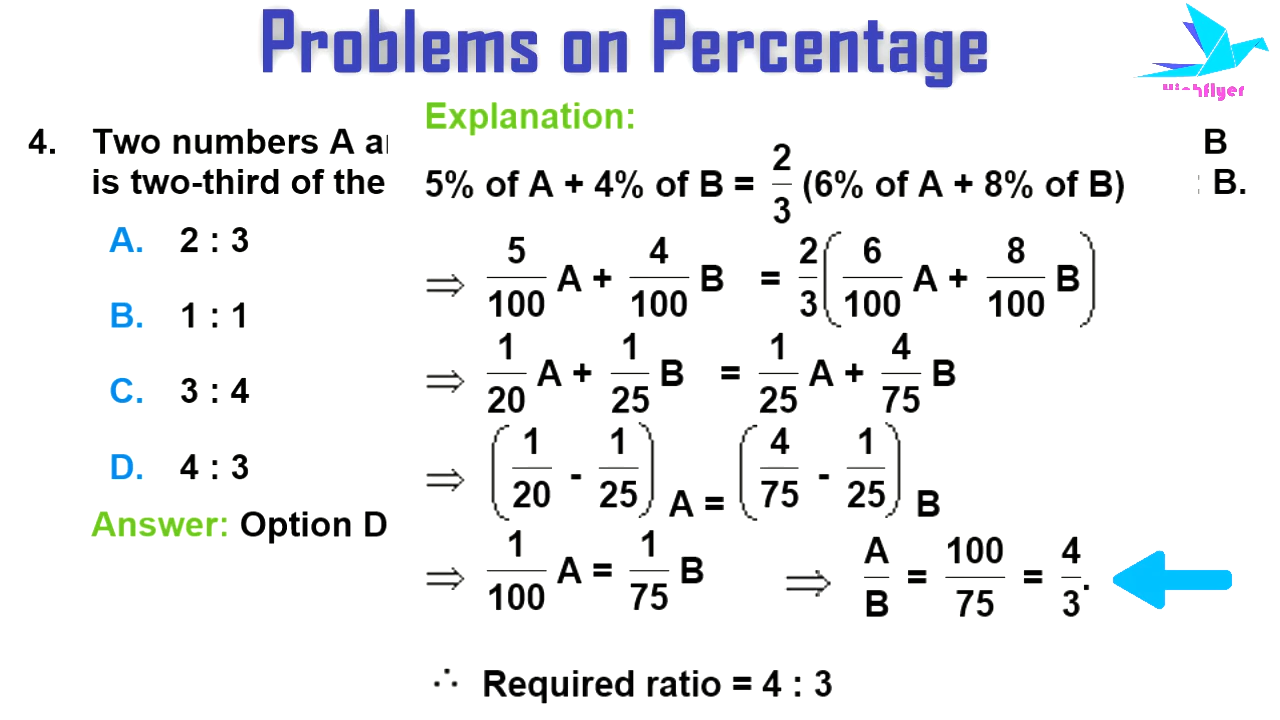 Problems on Percentage
Highflyer
4. Two numbers A B
is two-third of the : B.
A. 2 : 3
B. 1 : 1
C. 3 : 4
D. 4 : 3
Answer: Option D
Explanation:
5% of A + 4% of B = 2/3 (6% of A + 8% of B)
⇒ 5/100 A + 4/100 B = 2/3 ( 6/100 A + 8/100 B )
⇒ 1/20 A + 1/25 B = 1/25 A + 4/75 B
⇒ ( 1/20 - 1/25 ) A = ( 4/75 - 1/25 ) B
⇒ 1/100 A = 1/75 B ⇒ A/B = 100/75 = 4/3.
∴ Required ratio = 4 : 3